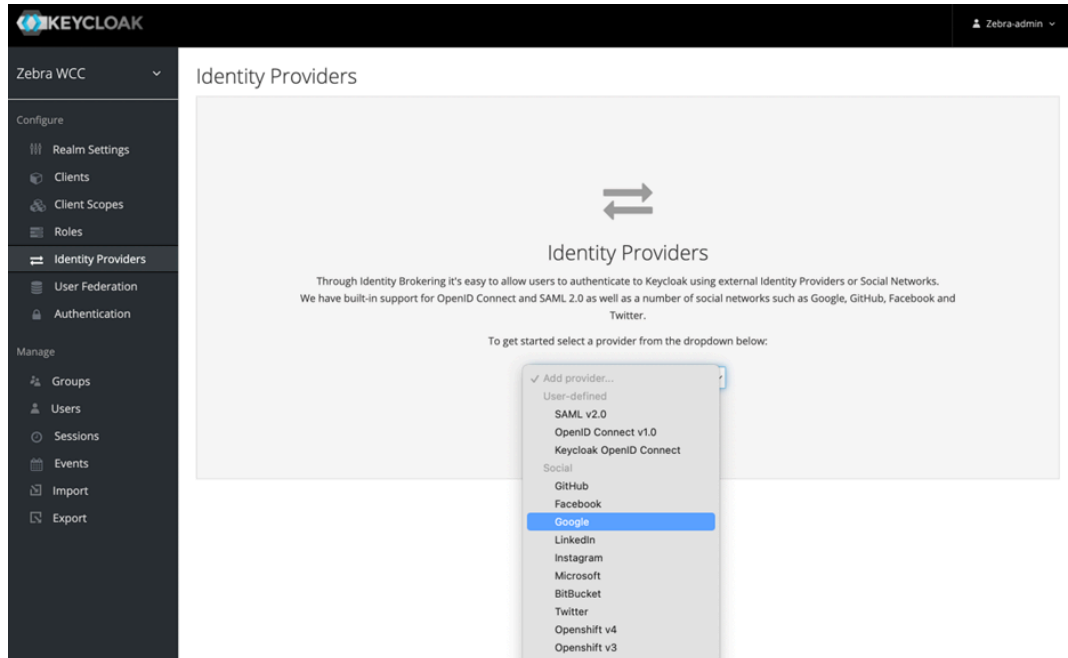 KEYCLOAK
Zebra-admin
Zebra WCC
Identity Providers
Configure
Realm Settings
Clients
Client Scopes
Roles
Identity Providers
User Federation
Authentication
Manage
Groups
Users
Sessions
Events
Import
Export
Identity Providers
Through Identity Brokering it's easy to allow users to authenticate to Keycloak using external Identity Providers or Social Networks.
We have built-in support for OpenID Connect and SAML 2.0 as well as a number of social networks such as Google, GitHub, Facebook and
Twitter.
To get started select a provider from the dropdown below:
✓ Add provider...
User-defined
SAML v2.0
OpenID Connect v1.0
Keycloak OpenID Connect
Social
GitHub
Facebook
Google
LinkedIn
Instagram
Microsoft
BitBucket
Twitter
Openshift v4
Openshift v3